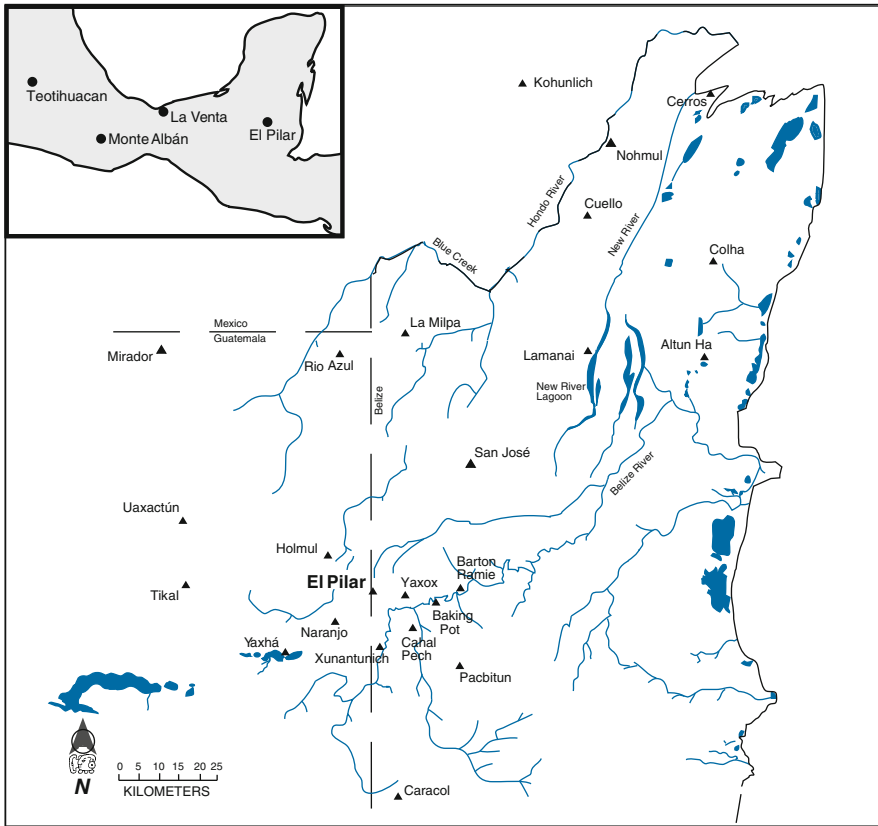 Teotihuacan
La Venta
Monte Albán
El Pilar
Kohunlich
Cerros
Nohmul
Hondo River
Cuello
New River
Blue Creek
Colha
Mexico
Guatemala
La Milpa
Mirador
Rio Azul
Lamanai
Altun Ha
New River
Lagoon
Belize
San José
Belize River
Uaxactún
Holmul
Barton
Ramie
El Pilar
Yaxox
Tikal
Baking
Pot
Naranjo
Yaxhá
Cahal
Pech
Xunantunich
Pacbitun
N
0 5 10 15 20 25
KILOMETERS
Caracol